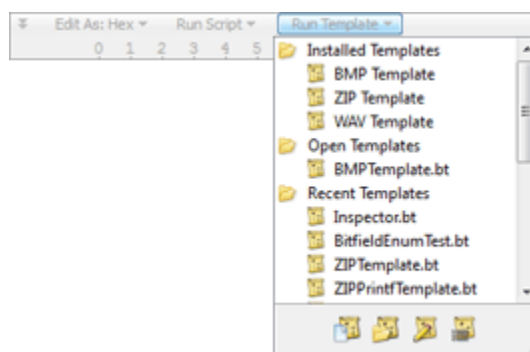 Edit As: Hex Run Script Run Template
0 1 2 3 4 5
Installed Templates
BMP Template
ZIP Template
WAV Template
Open Templates
BMPTemplate.bt
Recent Templates
Inspector.bt
BitfieldEnumTest.bt
ZIPTemplate.bt
ZIPPrintfTemplate.bt